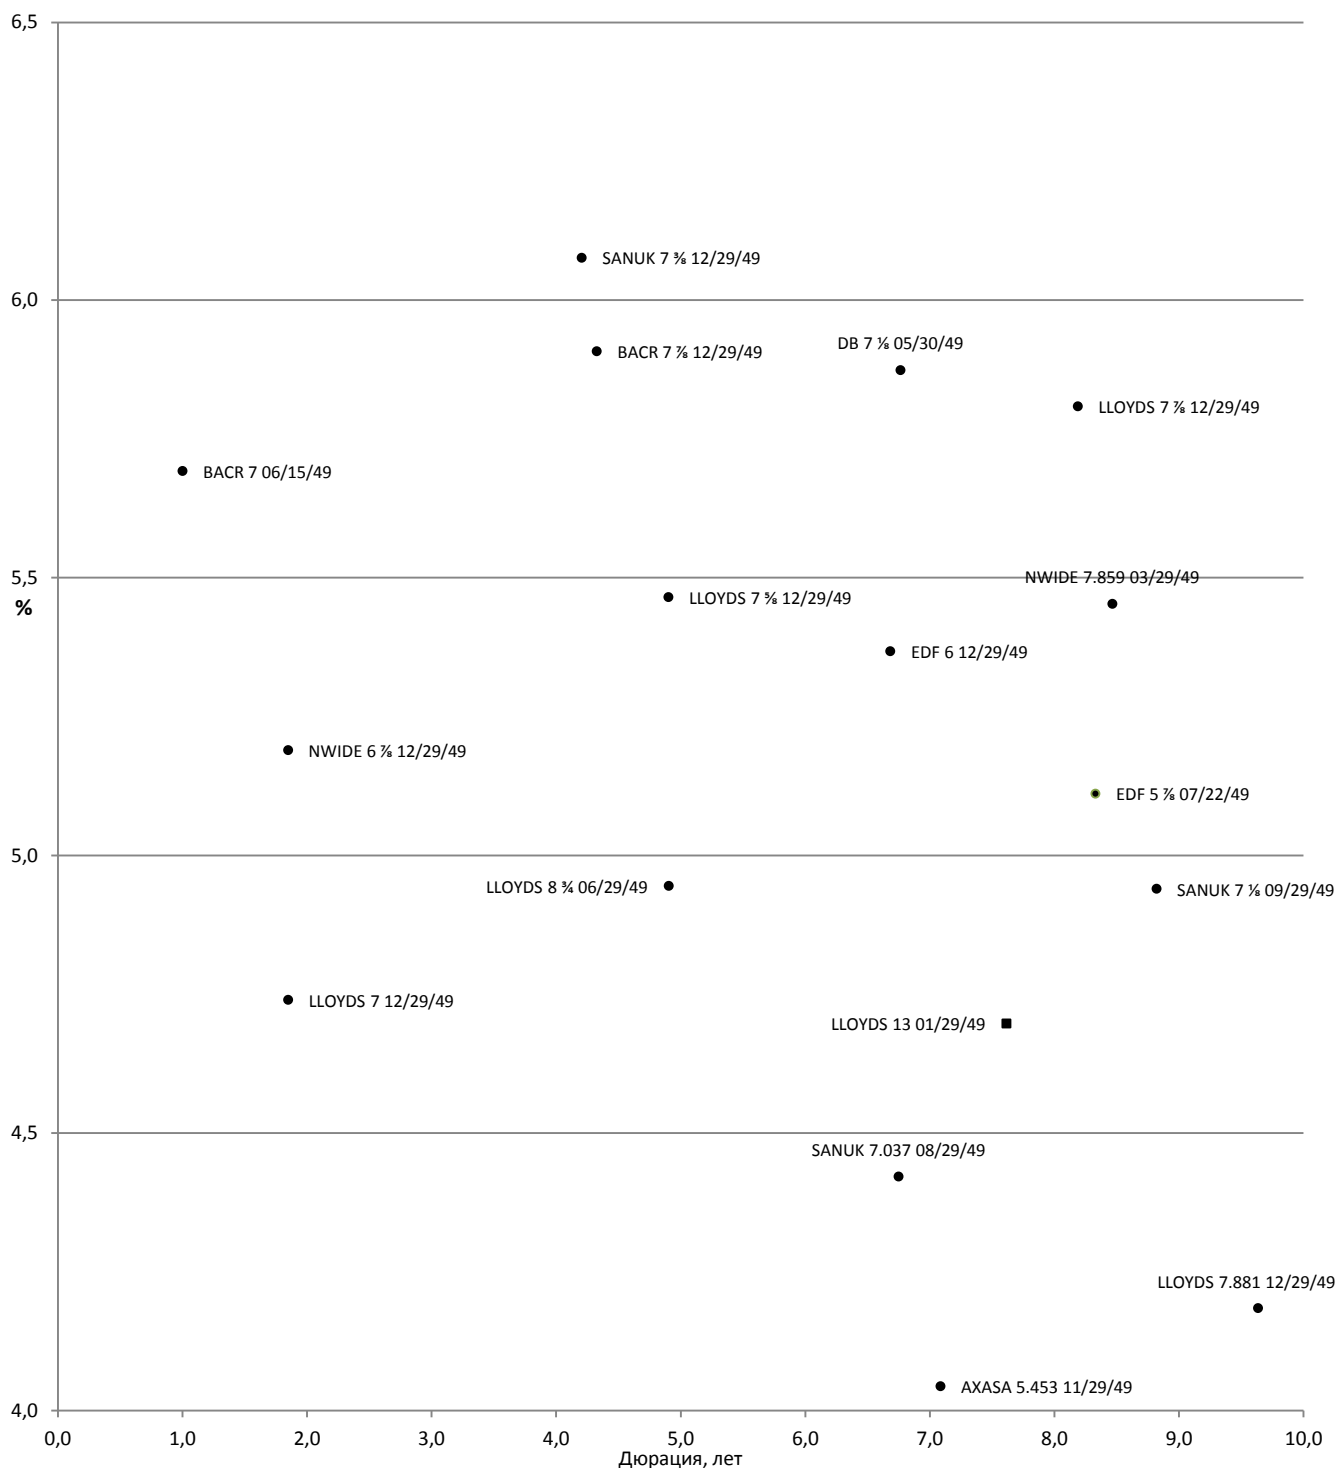 6,5
SANUK 7 ⅜ 12/29/49
6,0
DB 7 ⅛ 05/30/49
BACR 7 ⅞ 12/29/49
LLOYDS 7 ⅞ 12/29/49
BACR 7 06/15/49
5,5
NWIDE 7.859 03/29/49
%
LLOYDS 7 ⅝ 12/29/49
EDF 6 12/29/49
NWIDE 6 ⅞ 12/29/49
EDF 5 ⅞ 07/22/49
5,0
LLOYDS 8 ¾ 06/29/49
SANUK 7 ⅛ 09/29/49
LLOYDS 7 12/29/49
LLOYDS 13 01/29/49
4,5
SANUK 7.037 08/29/49
LLOYDS 7.881 12/29/49
AXASA 5.453 11/29/49
4,0
0,0 1,0 2,0 3,0 4,0 5,0 6,0 7,0 8,0 9,0 10,0
Дюрация, лет